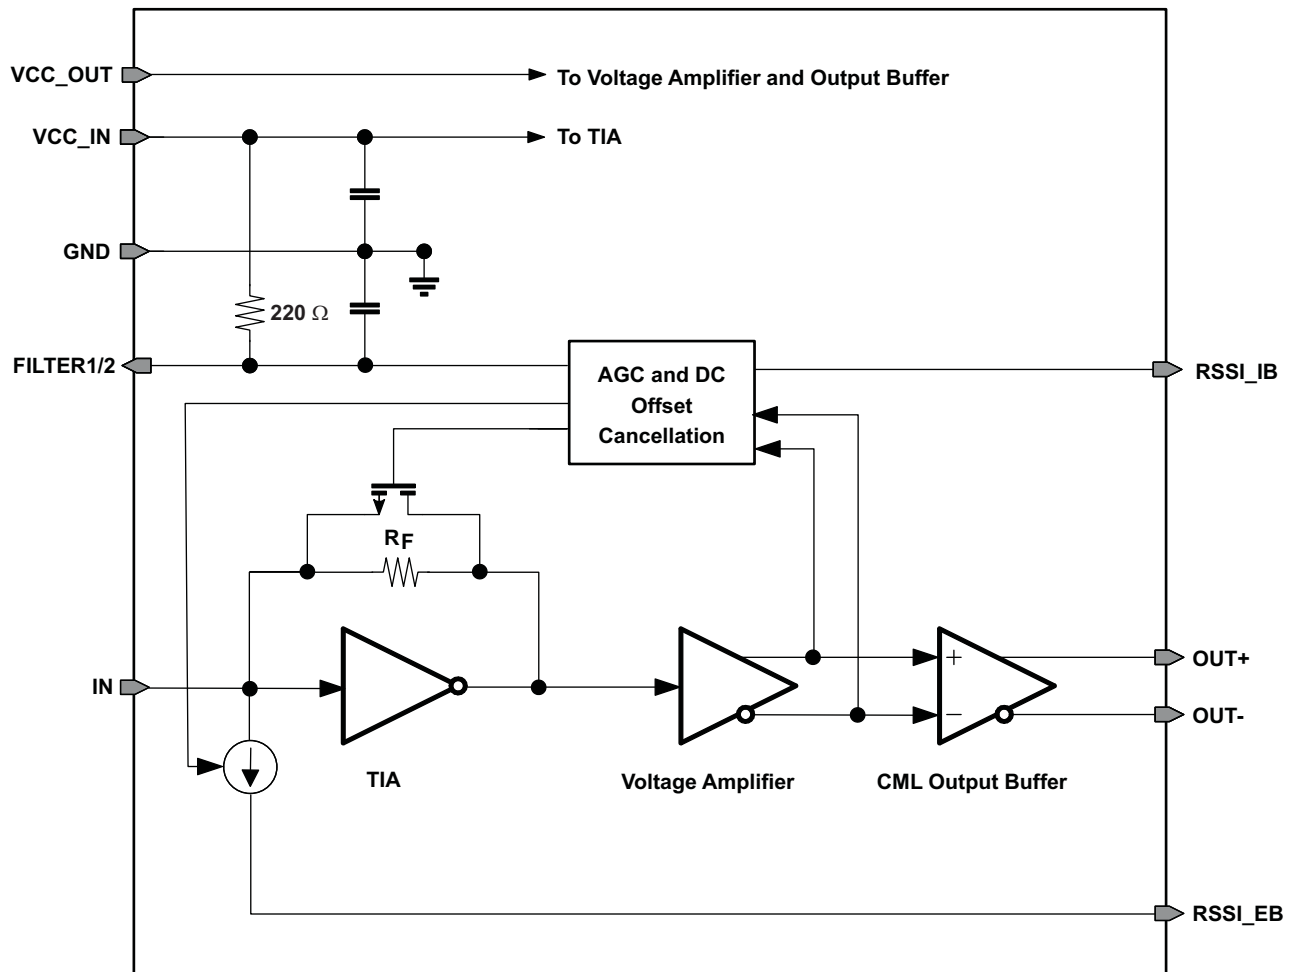 VCC_OUT
To Voltage Amplifier and Output Buffer
VCC_IN
To TIA
GND
220 Ω
FILTER1/2
AGC and DC
Offset
Cancellation
RSSI_IB
RF
IN
+
−
OUT+
OUT-
TIA
Voltage Amplifier
CML Output Buffer
RSSI_EB